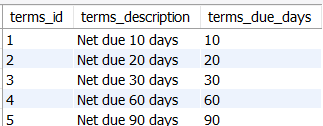 terms_id terms_description terms_due_days
1 Net due 10 days 10
2 Net due 20 days 20
3 Net due 30 days 30
4 Net due 60 days 60
5 Net due 90 days 90